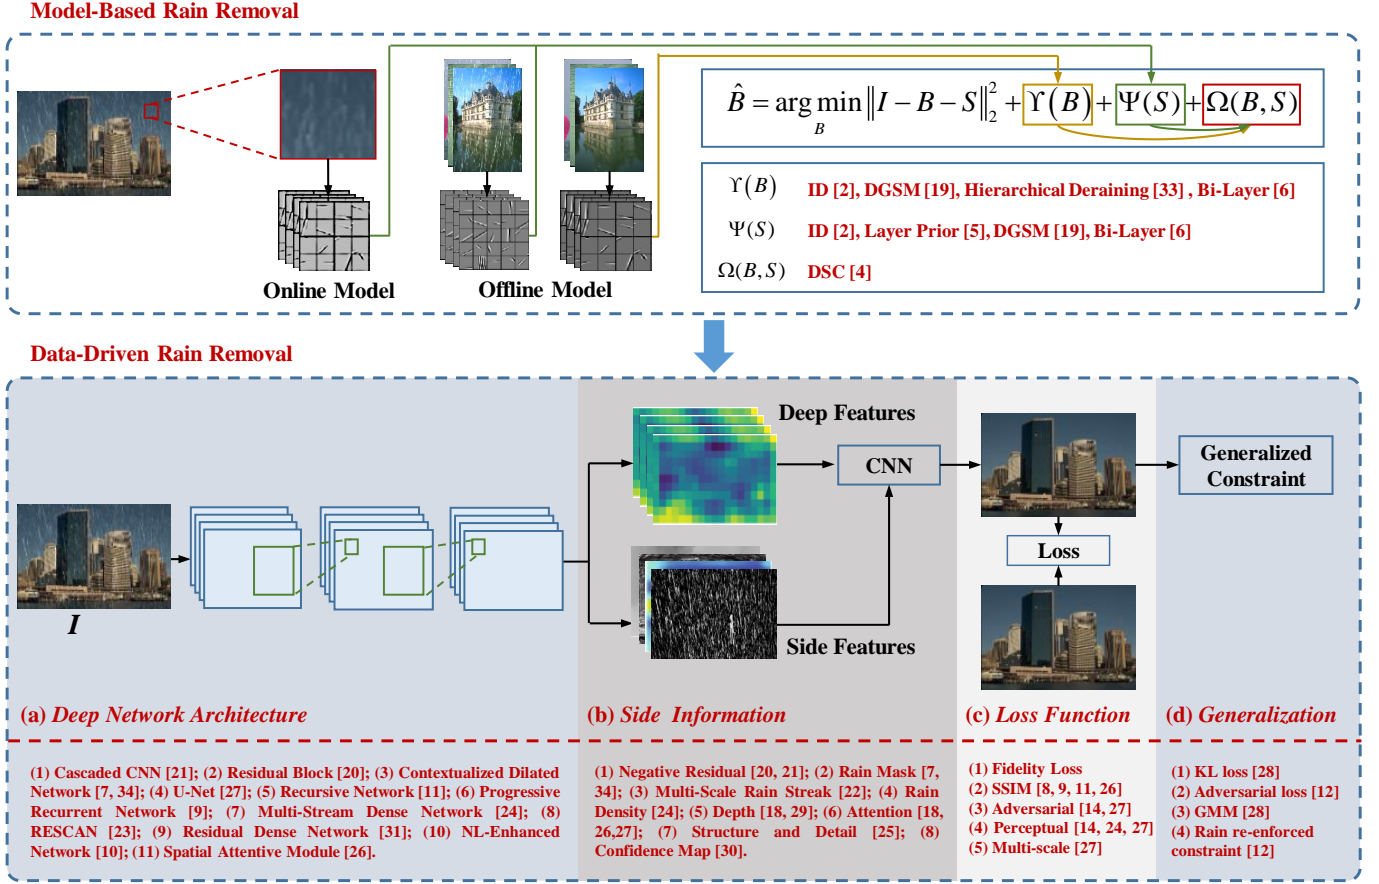 Model-Based Rain Removal
B̂ = arg min_B ‖I − B − S‖₂² + ϒ(B) + Ψ(S) + Ω(B, S)
ϒ(B) ID [2], DGSM [19], Hierarchical Deraining [33] , Bi-Layer [6]
Ψ(S) ID [2], Layer Prior [5], DGSM [19], Bi-Layer [6]
Ω(B, S) DSC [4]
Online Model
Offline Model
Data-Driven Rain Removal
Deep Features
CNN
Generalized
Constraint
Loss
I
Side Features
(a) Deep Network Architecture
(b) Side Information
(c) Loss Function
(d) Generalization
(1) Cascaded CNN [21]; (2) Residual Block [20]; (3) Contextualized Dilated
Network [7, 34]; (4) U-Net [27]; (5) Recursive Network [11]; (6) Progressive
Recurrent Network [9]; (7) Multi-Stream Dense Network [24]; (8)
RESCAN [23]; (9) Residual Dense Network [31]; (10) NL-Enhanced
Network [10]; (11) Spatial Attentive Module [26].
(1) Negative Residual [20, 21]; (2) Rain Mask [7,
34]; (3) Multi-Scale Rain Streak [22]; (4) Rain
Density [24]; (5) Depth [18, 29]; (6) Attention [18,
26,27]; (7) Structure and Detail [25]; (8)
Confidence Map [30].
(1) Fidelity Loss
(2) SSIM [8, 9, 11, 26]
(3) Adversarial [14, 27]
(4) Perceptual [14, 24, 27]
(5) Multi-scale [27]
(1) KL loss [28]
(2) Adversarial loss [12]
(3) GMM [28]
(4) Rain re-enforced
constraint [12]